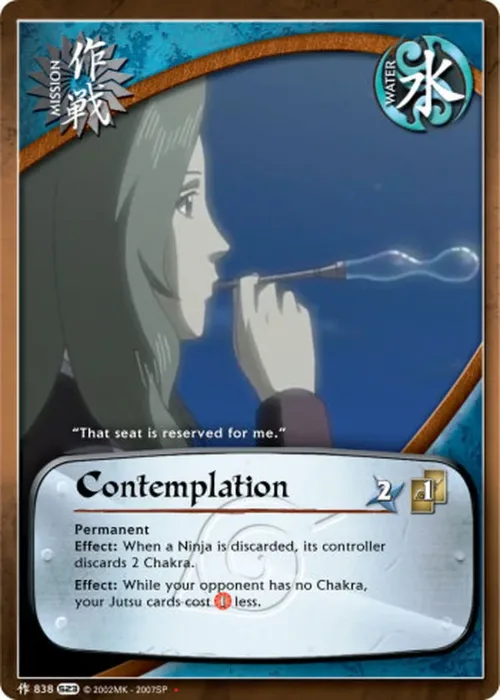 MISSION
作戦
WATER
水
"That seat is reserved for me."
Contemplation
2 1
Permanent
Effect: When a Ninja is discarded, its controller
discards 2 Chakra.
Effect: While your opponent has no Chakra,
your Jutsu cards cost 1 less.
作 838 S23 © 2002MK - 2007SP